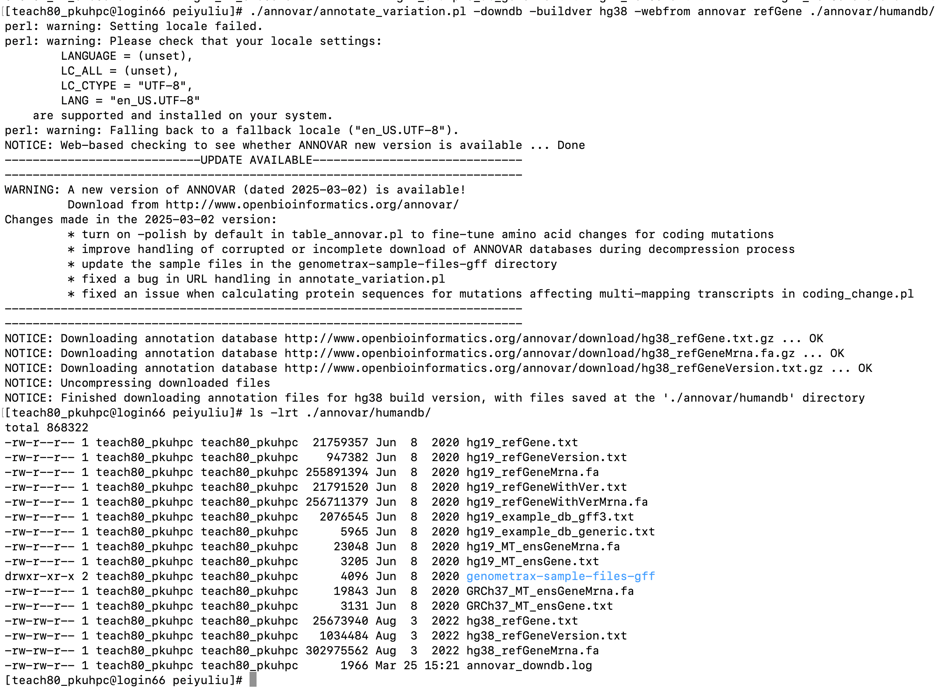 [teach80_pkuhpc@login66 peiyuliu]# ./annovar/annotate_variation.pl -downdb -buildver hg38 -webfrom annovar refGene ./annovar/humandb/
perl: warning: Setting locale failed.
perl: warning: Please check that your locale settings:
        LANGUAGE = (unset),
        LC_ALL = (unset),
        LC_CTYPE = "UTF-8",
        LANG = "en_US.UTF-8"
    are supported and installed on your system.
perl: warning: Falling back to a fallback locale ("en_US.UTF-8").
NOTICE: Web-based checking to see whether ANNOVAR new version is available ... Done
----------------------------UPDATE AVAILABLE------------------------------
--------------------------------------------------------------------------
WARNING: A new version of ANNOVAR (dated 2025-03-02) is available!
         Download from http://www.openbioinformatics.org/annovar/
Changes made in the 2025-03-02 version:
         * turn on -polish by default in table_annovar.pl to fine-tune amino acid changes for coding mutations
         * improve handling of corrupted or incomplete download of ANNOVAR databases during decompression process
         * update the sample files in the genometrax-sample-files-gff directory
         * fixed a bug in URL handling in annotate_variation.pl
         * fixed an issue when calculating protein sequences for mutations affecting multi-mapping transcripts in coding_change.pl
--------------------------------------------------------------------------
--------------------------------------------------------------------------
NOTICE: Downloading annotation database http://www.openbioinformatics.org/annovar/download/hg38_refGene.txt.gz ... OK
NOTICE: Downloading annotation database http://www.openbioinformatics.org/annovar/download/hg38_refGeneMrna.fa.gz ... OK
NOTICE: Downloading annotation database http://www.openbioinformatics.org/annovar/download/hg38_refGeneVersion.txt.gz ... OK
NOTICE: Uncompressing downloaded files
NOTICE: Finished downloading annotation files for hg38 build version, with files saved at the './annovar/humandb' directory
[teach80_pkuhpc@login66 peiyuliu]# ls -lrt ./annovar/humandb/
total 868322
-rw-r--r-- 1 teach80_pkuhpc teach80_pkuhpc  21759357 Jun  8  2020 hg19_refGene.txt
-rw-r--r-- 1 teach80_pkuhpc teach80_pkuhpc    947382 Jun  8  2020 hg19_refGeneVersion.txt
-rw-r--r-- 1 teach80_pkuhpc teach80_pkuhpc 255891394 Jun  8  2020 hg19_refGeneMrna.fa
-rw-r--r-- 1 teach80_pkuhpc teach80_pkuhpc  21791520 Jun  8  2020 hg19_refGeneWithVer.txt
-rw-r--r-- 1 teach80_pkuhpc teach80_pkuhpc 256711379 Jun  8  2020 hg19_refGeneWithVerMrna.fa
-rw-r--r-- 1 teach80_pkuhpc teach80_pkuhpc   2076545 Jun  8  2020 hg19_example_db_gff3.txt
-rw-r--r-- 1 teach80_pkuhpc teach80_pkuhpc      5965 Jun  8  2020 hg19_example_db_generic.txt
-rw-r--r-- 1 teach80_pkuhpc teach80_pkuhpc     23048 Jun  8  2020 hg19_MT_ensGeneMrna.fa
-rw-r--r-- 1 teach80_pkuhpc teach80_pkuhpc      3205 Jun  8  2020 hg19_MT_ensGene.txt
drwxr-xr-x 2 teach80_pkuhpc teach80_pkuhpc      4096 Jun  8  2020 genometrax-sample-files-gff
-rw-r--r-- 1 teach80_pkuhpc teach80_pkuhpc     19843 Jun  8  2020 GRCh37_MT_ensGeneMrna.fa
-rw-r--r-- 1 teach80_pkuhpc teach80_pkuhpc      3131 Jun  8  2020 GRCh37_MT_ensGene.txt
-rw-rw-r-- 1 teach80_pkuhpc teach80_pkuhpc  25673940 Aug  3  2022 hg38_refGene.txt
-rw-rw-r-- 1 teach80_pkuhpc teach80_pkuhpc   1034484 Aug  3  2022 hg38_refGeneVersion.txt
-rw-rw-r-- 1 teach80_pkuhpc teach80_pkuhpc 302975562 Aug  3  2022 hg38_refGeneMrna.fa
-rw-rw-r-- 1 teach80_pkuhpc teach80_pkuhpc      1966 Mar 25 15:21 annovar_downdb.log
[teach80_pkuhpc@login66 peiyuliu]#